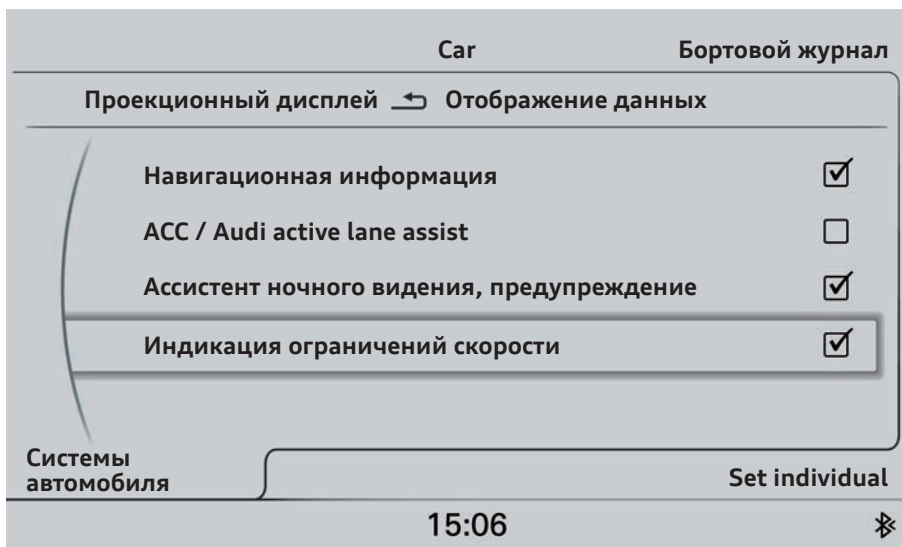 Car
Бортовой журнал
Проекционный дисплей Отображение данных
Навигационная информация
ACC / Audi active lane assist
Ассистент ночного видения, предупреждение
Индикация ограничений скорости
Системы
автомобиля
Set individual
15:06